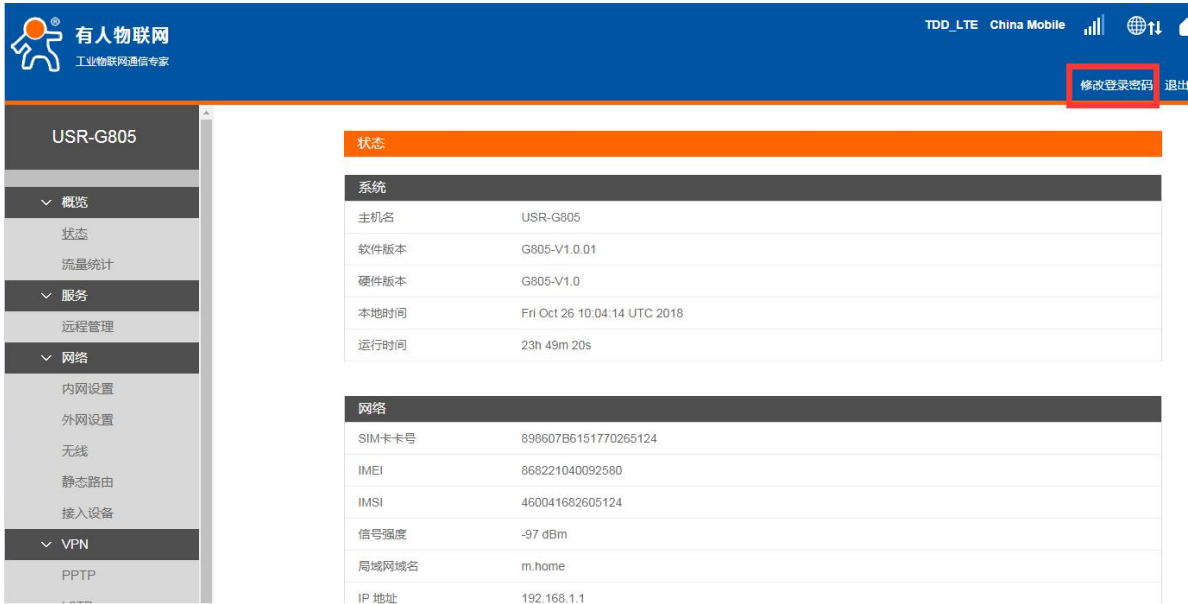 有人物联网
工业物联网通信专家
TDD_LTE China Mobile
修改登录密码 退出
USR-G805
概览
状态
流量统计
服务
远程管理
网络
内网设置
外网设置
无线
静态路由
接入设备
VPN
PPTP
状态
系统
主机名 USR-G805
软件版本 G805-V1.0.01
硬件版本 G805-V1.0
本地时间 Fri Oct 26 10:04:14 UTC 2018
运行时间 23h 49m 20s
网络
SIM卡卡号 898607B6151770265124
IMEI 868221040092580
IMSI 460041682605124
信号强度 -97 dBm
局域网域名 m.home
IP 地址 192.168.1.1